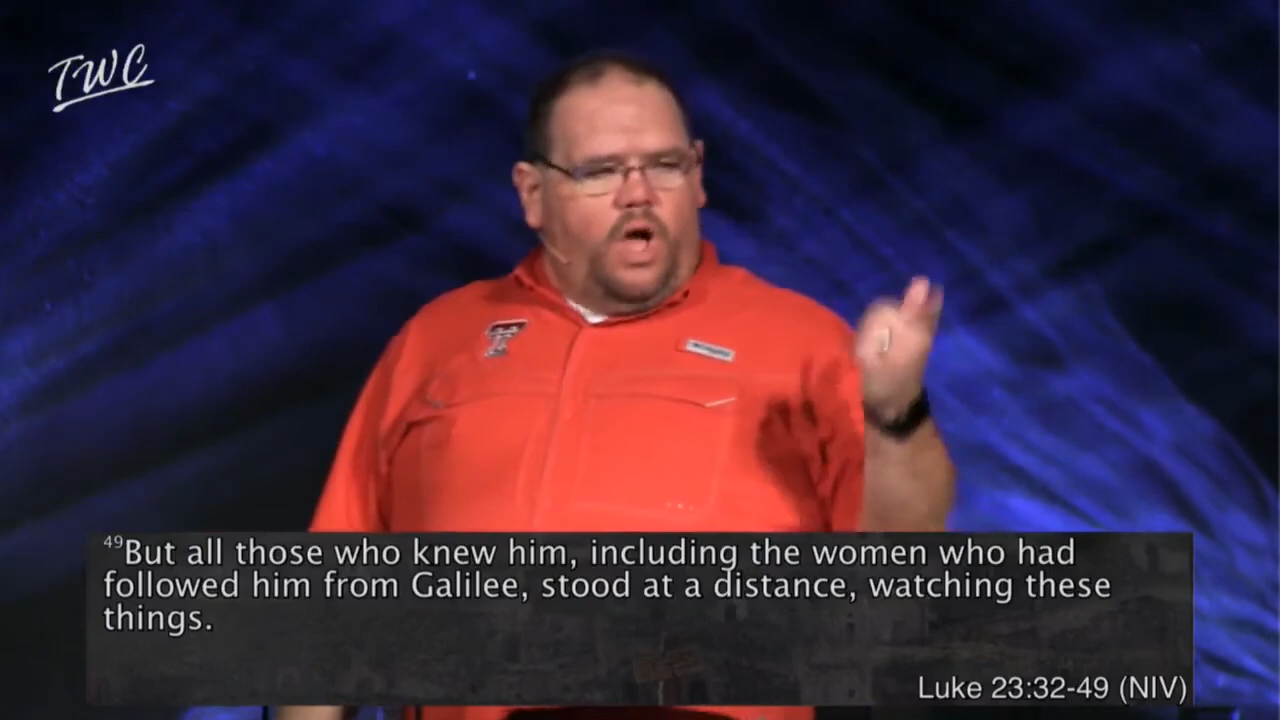 TWC
⁴⁹But all those who knew him, including the women who had
followed him from Galilee, stood at a distance, watching these
things.
Luke 23:32-49 (NIV)